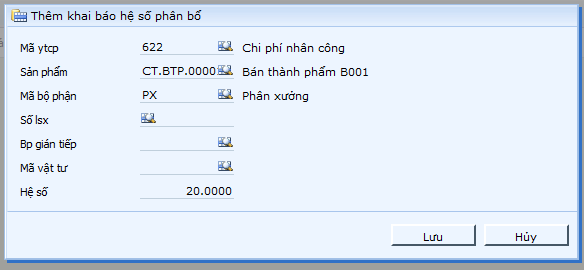 Thêm khai báo hệ số phân bổ
Mã ytcp 622 Chi phí nhân công
Sản phẩm CT.BTP.0000 Bán thành phẩm B001
Mã bộ phận PX Phân xưởng
Số lsx
Bp gián tiếp
Mã vật tư
Hệ số 20.0000
Lưu Hủy